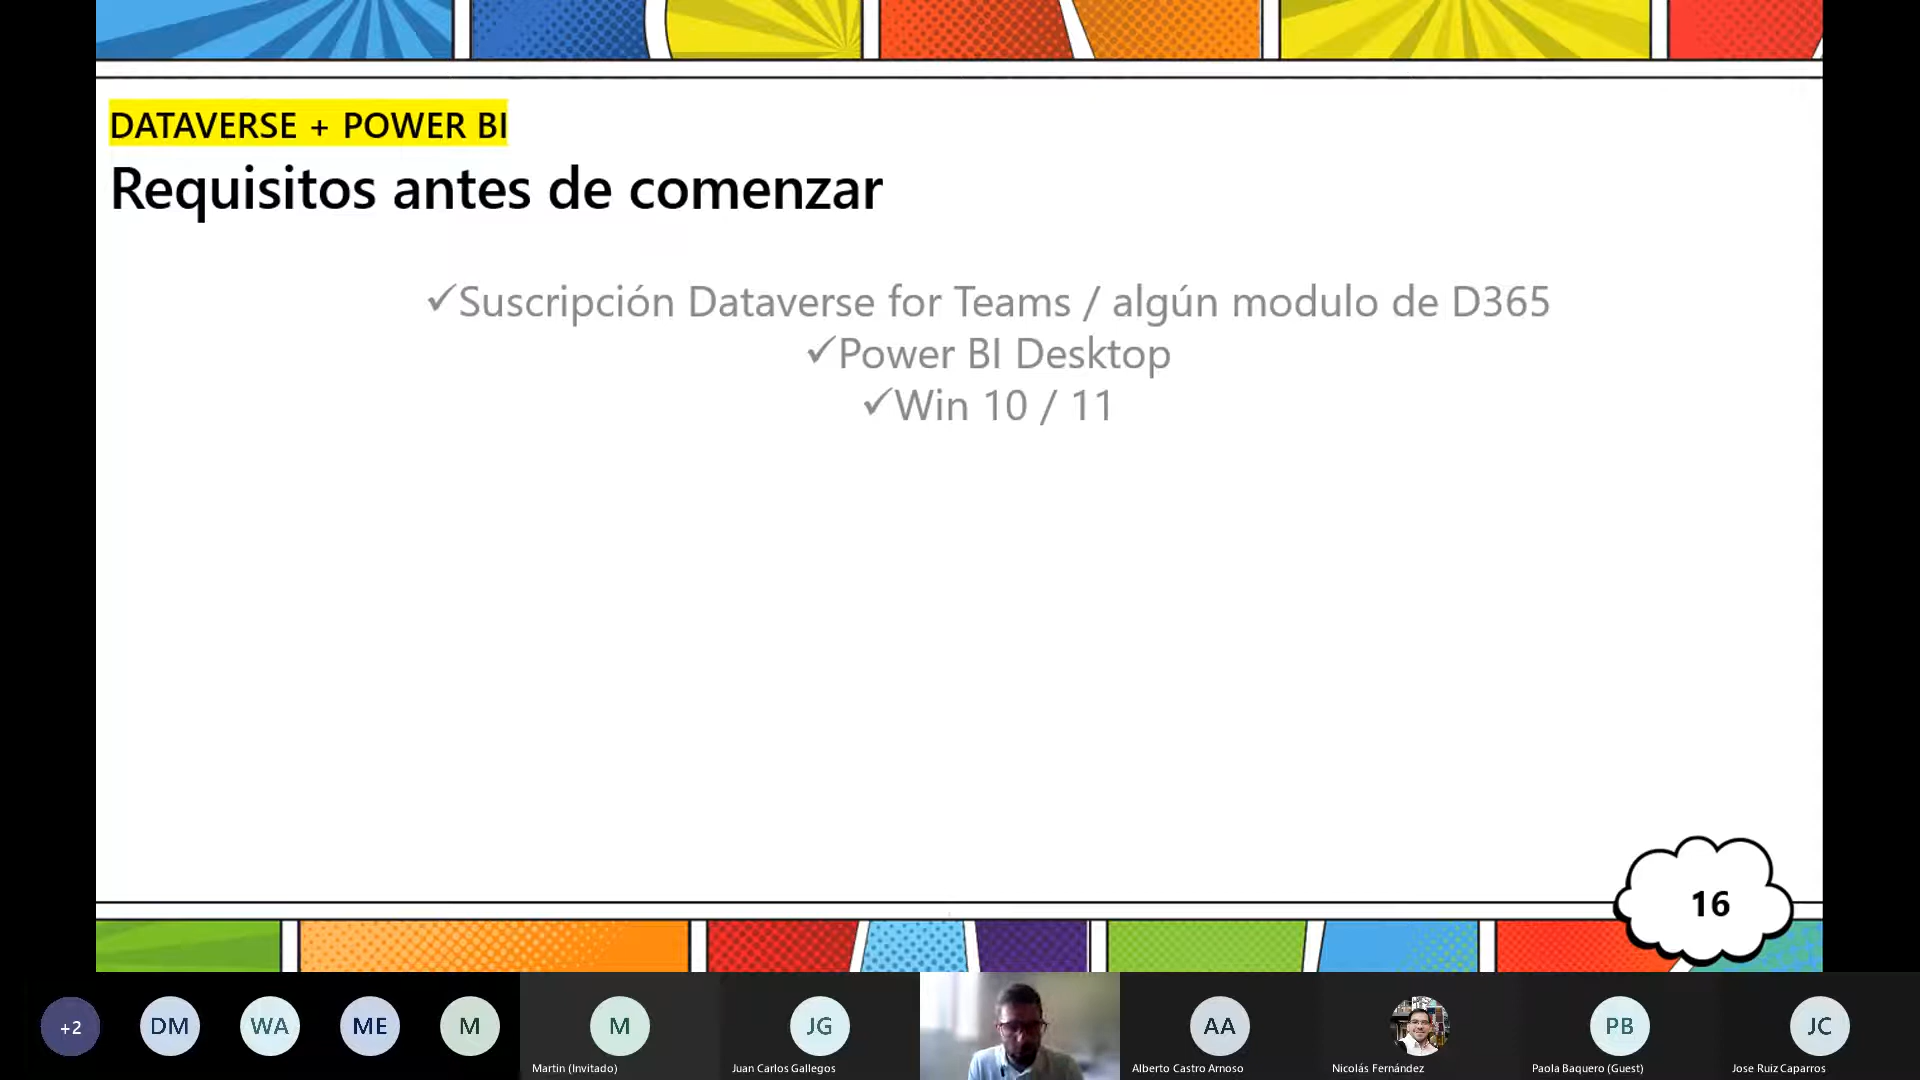 DATAVERSE + POWER BI
Requisitos antes de comenzar
✓Suscripción Dataverse for Teams / algún modulo de D365
✓Power BI Desktop
✓Win 10 / 11
16
+2
DM
WA
ME
M
M
JG
AA
PB
JC
Martin (Invitado)
Juan Carlos Gallegos
Alberto Castro Arnoso
Nicolás Fernández
Paola Baquero (Guest)
Jose Ruiz Caparros